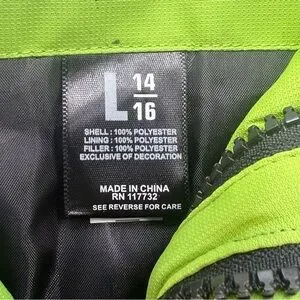 L 14/16
SHELL : 100% POLYESTER
LINING : 100% POLYESTER
FILLER : 100% POLYESTER
EXCLUSIVE OF DECORATION
MADE IN CHINA
RN 117732
SEE REVERSE FOR CARE